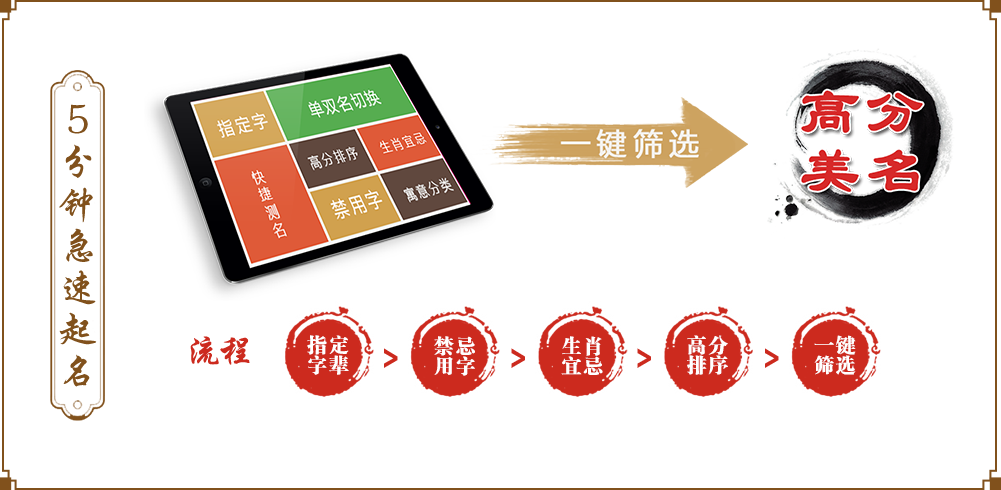 5分钟急速起名
指定字
单双名切换
快捷测名
高分排序
生肖宜忌
禁用字
寓意分类
一键筛选
高分
美名
流程
指定
字辈
>
禁忌
用字
>
生肖
宜忌
>
高分
排序
>
一键
筛选